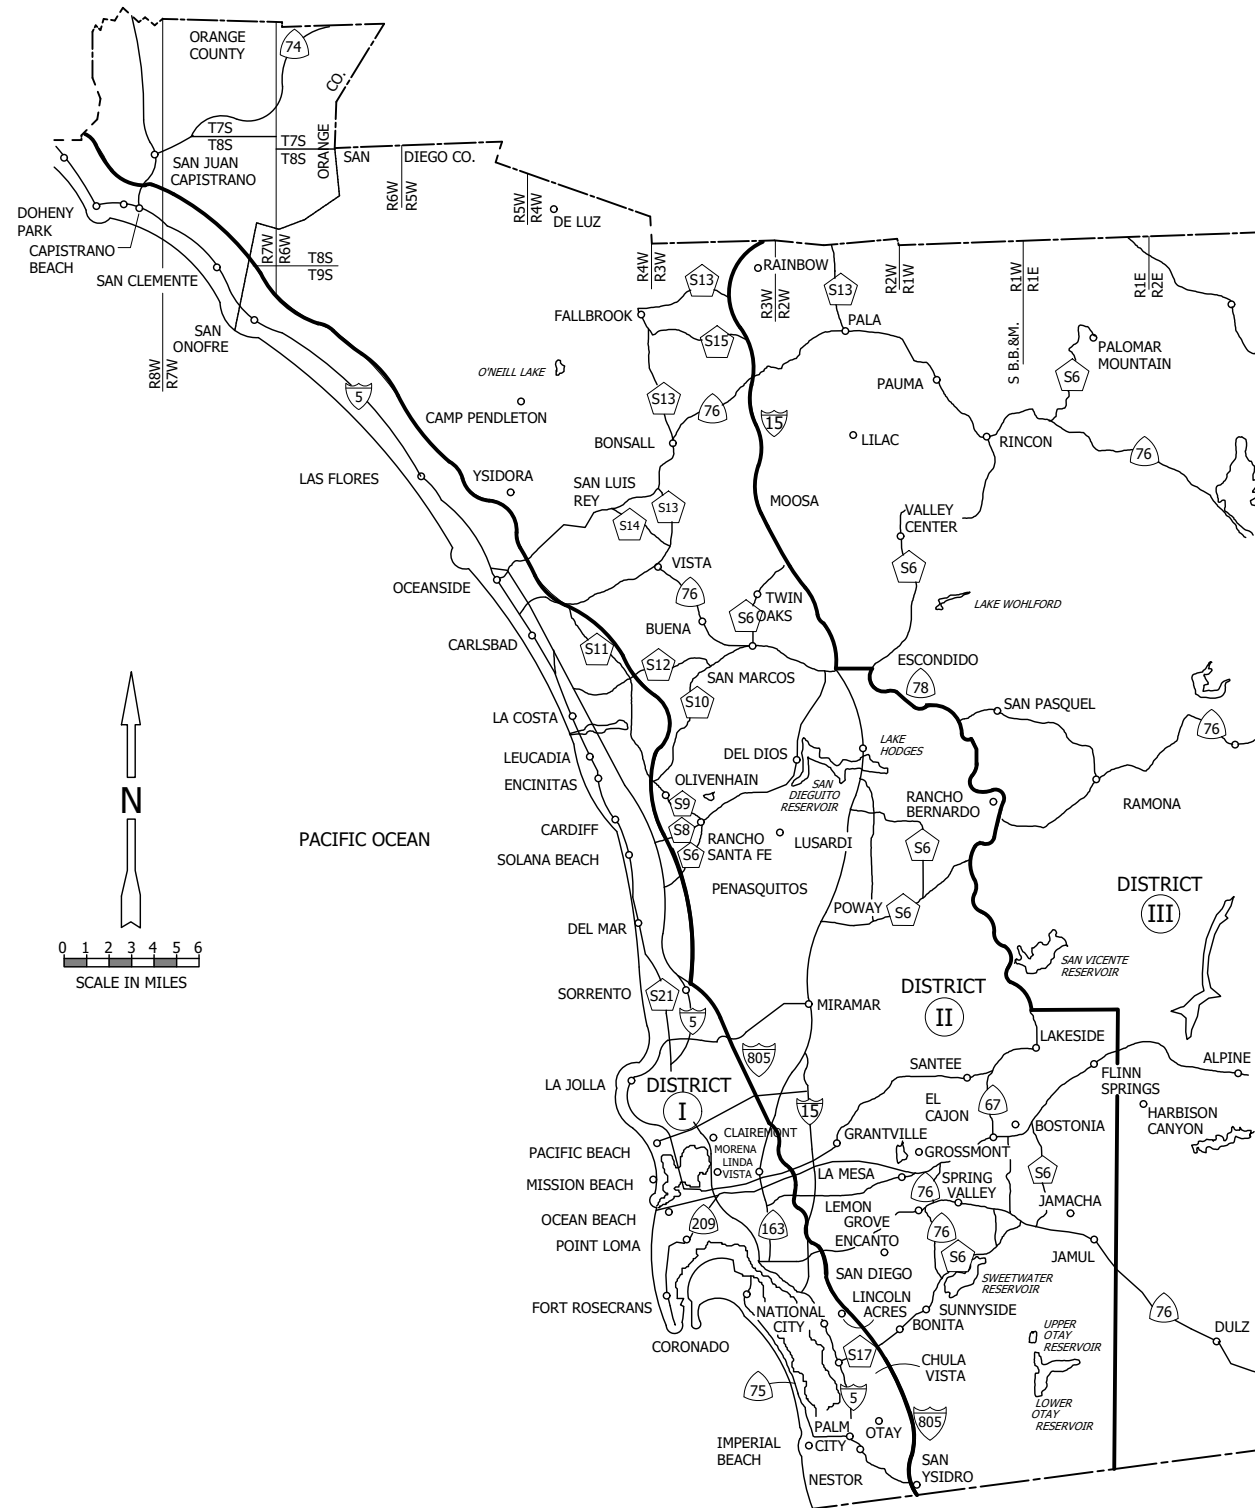 ORANGE
COUNTY
74
CO.
ORANGE
T7S
T8S
T7S
T8S
SAN
DIEGO CO.
SAN JUAN
CAPISTRANO
R6W
R5W
R5W
R4W
DE LUZ
DOHENY
PARK
CAPISTRANO
BEACH
R7W
R6W
T8S
T9S
SAN CLEMENTE
SAN
ONOFRE
R8W
R7W
R4W
R3W
RAINBOW
R3W
R2W
R2W
R1W
R1W
R1E
S B.B.&M.
R1E
R2E
S13
S13
FALLBROOK
S15
PALA
PALOMAR
MOUNTAIN
O'NEILL LAKE
5
S6
PAUMA
CAMP PENDLETON
S13
76
15
BONSALL
LILAC
RINCON
76
LAS FLORES
YSIDORA
SAN LUIS
REY
MOOSA
S13
S14
VALLEY
CENTER
VISTA
S6
OCEANSIDE
76
TWIN
OAKS
S6
LAKE WOHLFORD
BUENA
CARLSBAD
S11
S12
ESCONDIDO
SAN MARCOS
78
S10
SAN PASQUEL
LA COSTA
76
LAKE
HODGES
LEUCADIA
DEL DIOS
ENCINITAS
OLIVENHAIN
SAN
DIEGUITO
RESERVOIR
RANCHO
BERNARDO
RAMONA
N
S9
CARDIFF
S8
RANCHO
SANTA FE
LUSARDI
PACIFIC OCEAN
SOLANA BEACH
S6
S6
PENASQUITOS
DISTRICT
III
POWAY
S6
DEL MAR
0 1 2 3 4 5 6
SCALE IN MILES
SAN VICENTE
RESERVOIR
SORRENTO
S21
DISTRICT
II
MIRAMAR
5
LAKESIDE
805
SANTEE
ALPINE
FLINN
SPRINGS
LA JOLLA
DISTRICT
I
15
EL
CAJON
67
HARBISON
CANYON
BOSTONIA
CLAIREMONT
GRANTVILLE
PACIFIC BEACH
MORENA
LINDA
VISTA
GROSSMONT
MISSION BEACH
LA MESA
SPRING
VALLEY
76
S6
JAMACHA
OCEAN BEACH
209
163
LEMON
GROVE
76
POINT LOMA
ENCANTO
S6
JAMUL
SAN DIEGO
SWEETWATER
RESERVOIR
FORT ROSECRANS
NATIONAL
CITY
LINCOLN
ACRES
SUNNYSIDE
76
BONITA
UPPER
OTAY
RESERVOIR
DULZ
CORONADO
S17
CHULA
VISTA
75
5
LOWER
OTAY
RESERVOIR
PALM
CITY
OTAY
805
IMPERIAL
BEACH
NESTOR
SAN
YSIDRO